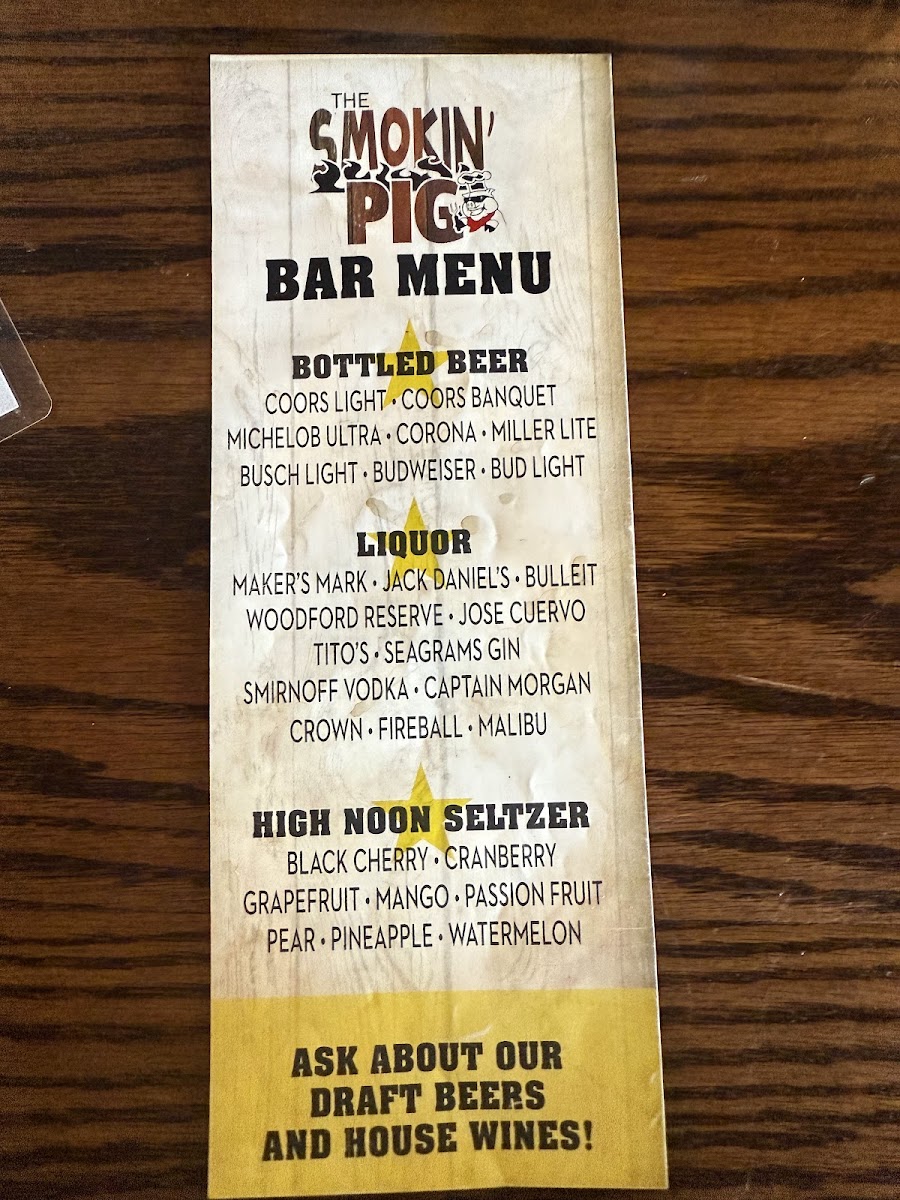 THE
SMOKIN'
PIG
BAR MENU
BOTTLED BEER
COORS LIGHT • COORS BANQUET
MICHELOB ULTRA • CORONA • MILLER LITE
BUSCH LIGHT • BUDWEISER • BUD LIGHT
LIQUOR
MAKER'S MARK • JACK DANIEL'S • BULLEIT
WOODFORD RESERVE • JOSE CUERVO
TITO'S • SEAGRAMS GIN
SMIRNOFF VODKA • CAPTAIN MORGAN
CROWN • FIREBALL • MALIBU
HIGH NOON SELTZER
BLACK CHERRY • CRANBERRY
GRAPEFRUIT • MANGO • PASSION FRUIT
PEAR • PINEAPPLE • WATERMELON
ASK ABOUT OUR
DRAFT BEERS
AND HOUSE WINES!